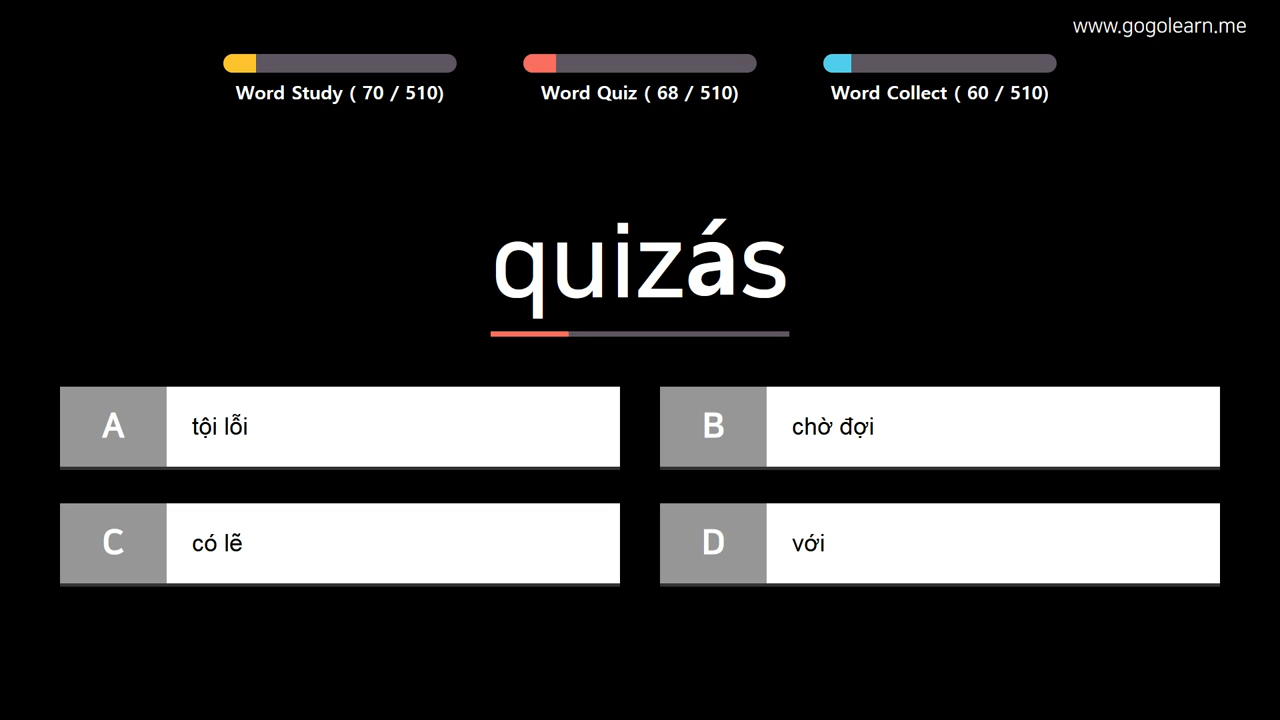 www.gogolearn.me
Word Study ( 70 / 510)
Word Quiz ( 68 / 510)
Word Collect ( 60 / 510)
quizás
A tội lỗi
B chờ đợi
C có lẽ
D với